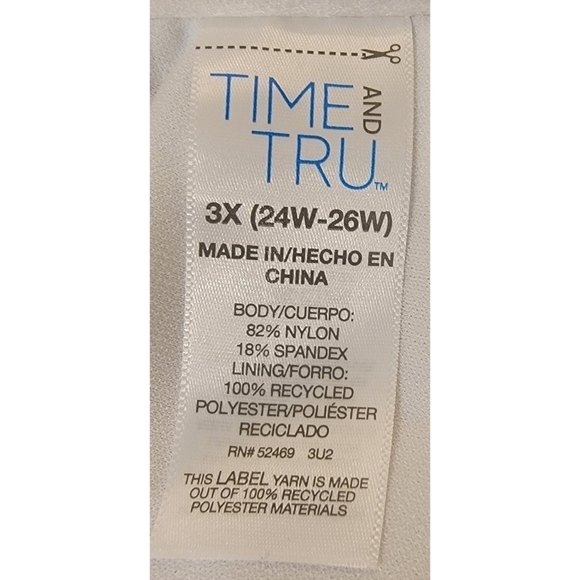 TIME AND
TRU™
3X (24W-26W)
MADE IN/HECHO EN
CHINA
BODY/CUERPO:
82% NYLON
18% SPANDEX
LINING/FORRO:
100% RECYCLED
POLYESTER/POLIÉSTER
RECICLADO
RN# 52469 3U2
THIS LABEL YARN IS MADE
OUT OF 100% RECYCLED
POLYESTER MATERIALS